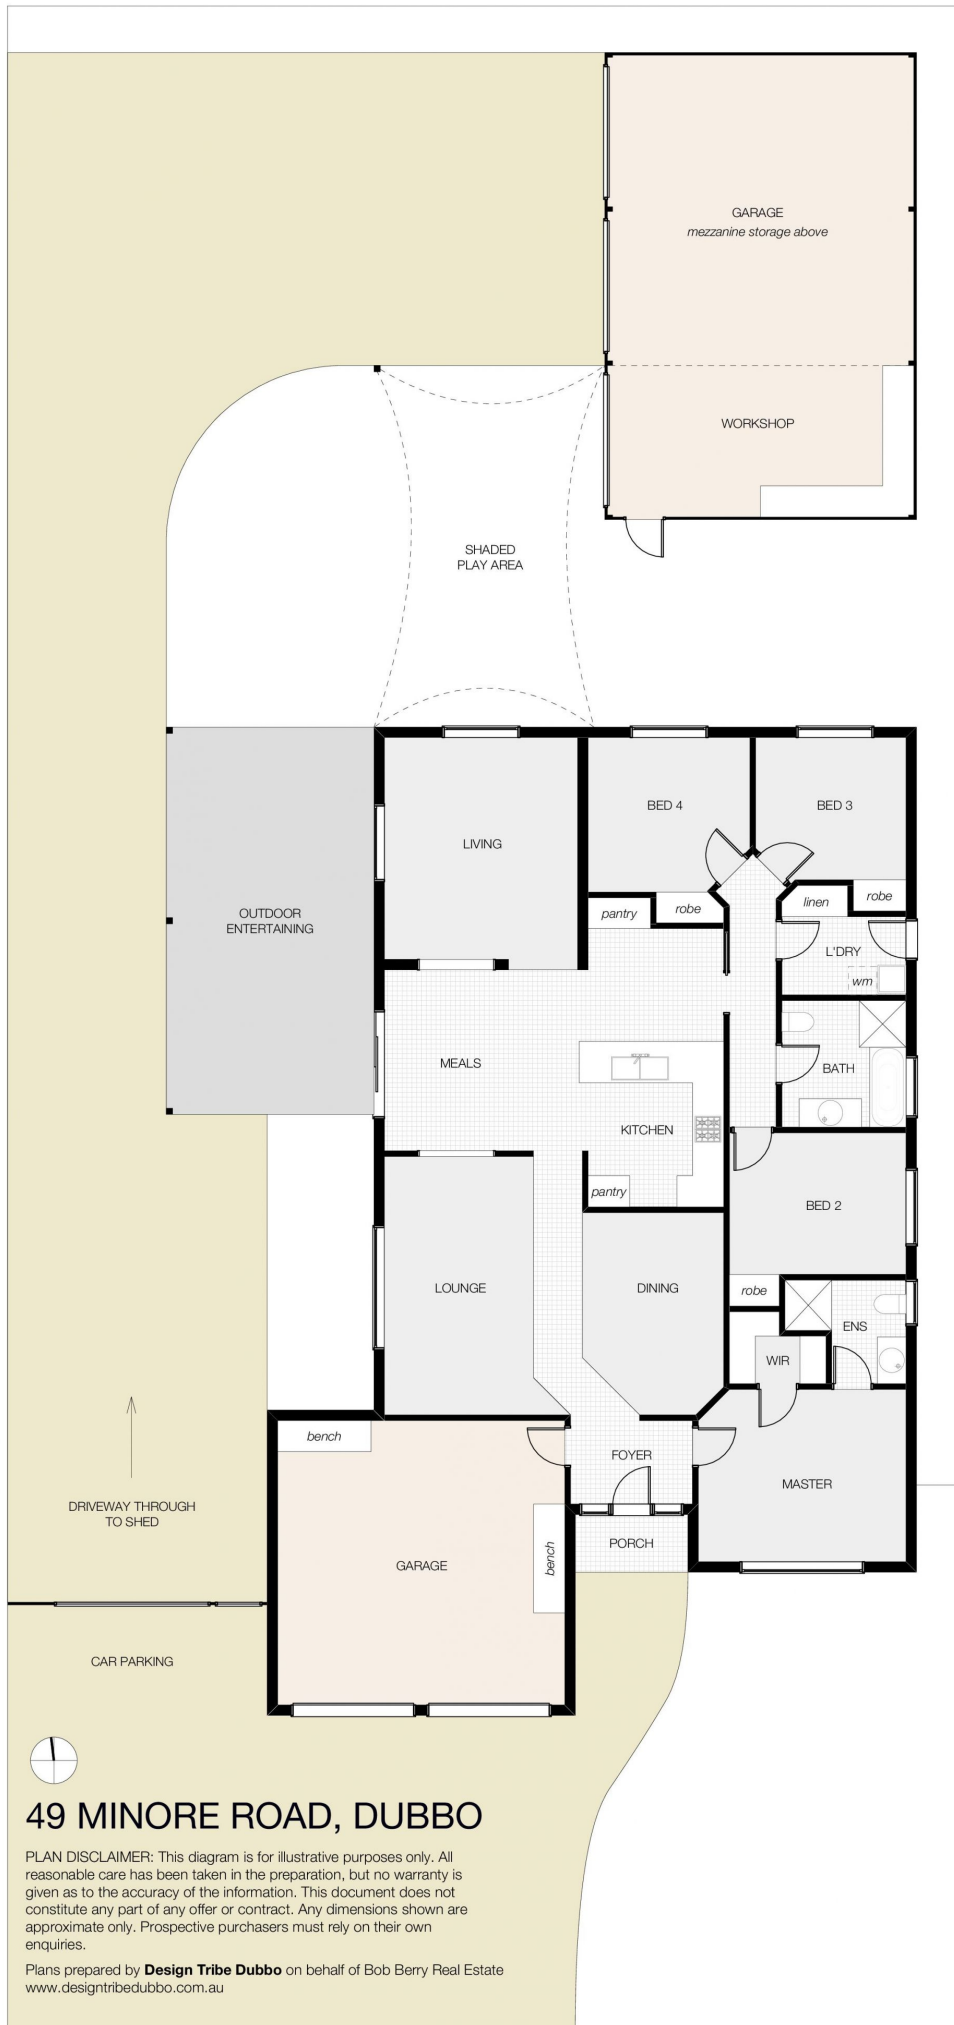 GARAGE
mezzanine storage above
WORKSHOP
SHADED
PLAY AREA
BED 4
BED 3
LIVING
pantry
robe
linen
robe
OUTDOOR
ENTERTAINING
L'DRY
wm
MEALS
BATH
KITCHEN
pantry
BED 2
LOUNGE
DINING
robe
ENS
WIR
bench
FOYER
MASTER
DRIVEWAY THROUGH
TO SHED
PORCH
GARAGE
bench
CAR PARKING
49 MINORE ROAD, DUBBO
PLAN DISCLAIMER: This diagram is for illustrative purposes only. All
reasonable care has been taken in the preparation, but no warranty is
given as to the accuracy of the information. This document does not
constitute any part of any offer or contract. Any dimensions shown are
approximate only. Prospective purchasers must rely on their own
enquiries.
Plans prepared by Design Tribe Dubbo on behalf of Bob Berry Real Estate
www.designtribedubbo.com.au